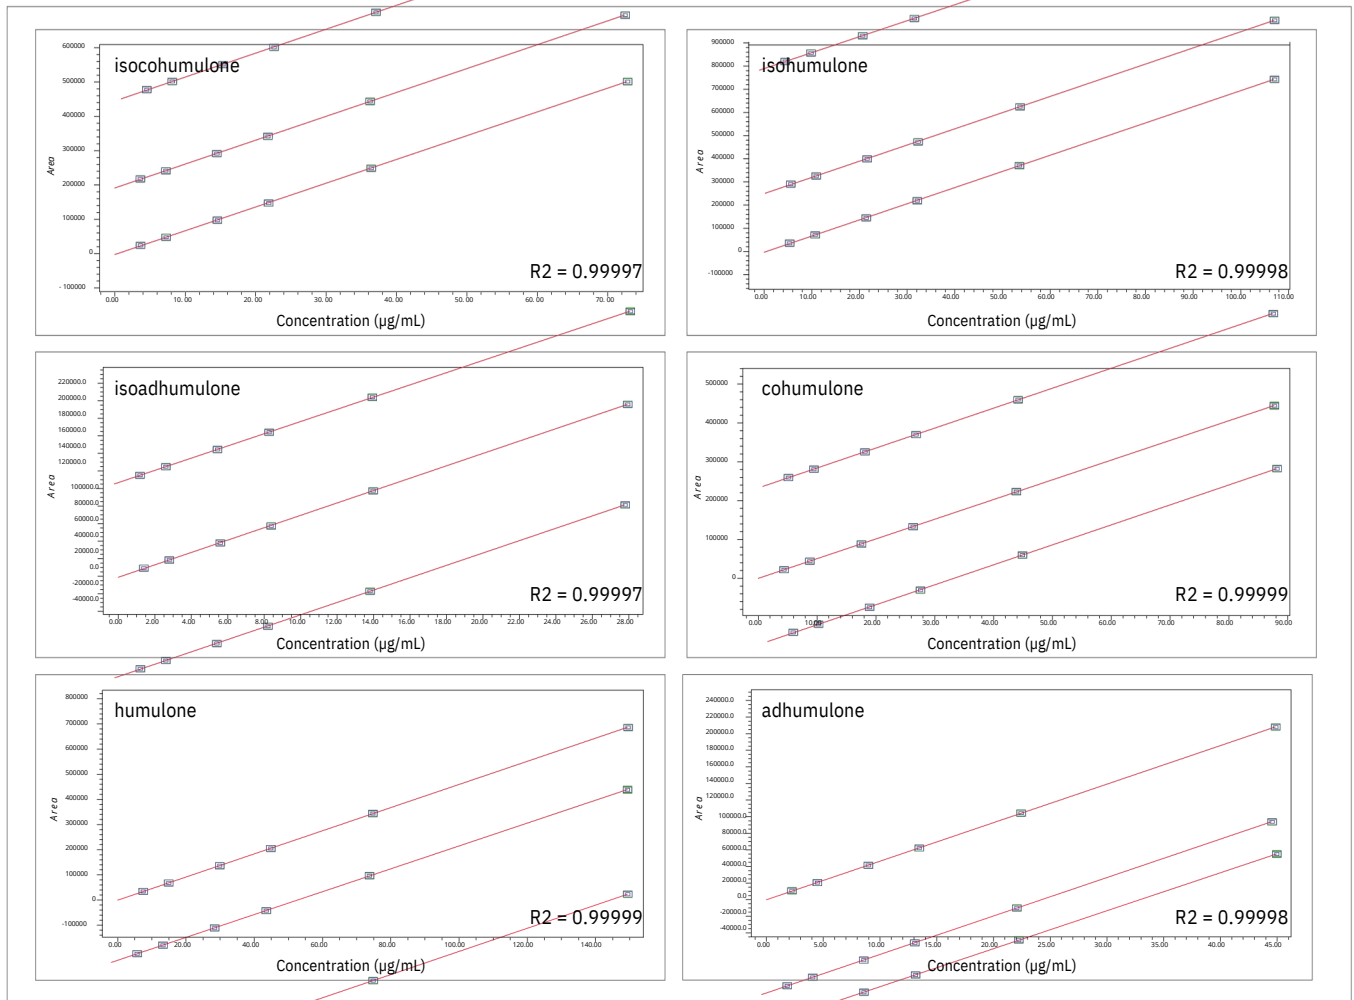 isocohumolone
600000
500000
400000
300000
200000
100000
0
-100000
Area
0.00 10.00 20.00 30.00 40.00 50.00 60.00 70.00
R2 = 0.99997
Concentration (µg/mL)
isohumulone
900000
800000
700000
600000
500000
400000
300000
200000
100000
0
-100000
Area
0.00 10.00 20.00 30.00 40.00 50.00 60.00 70.00 80.00 90.00 100.00 110.00
R2 = 0.99998
Concentration (µg/mL)
isoadhumulone
220000.0
200000.0
180000.0
160000.0
140000.0
120000.0
100000.0
80000.0
60000.0
40000.0
20000.0
0.0
-20000.0
-40000.0
Area
0.00 2.00 4.00 6.00 8.00 10.00 12.00 14.00 16.00 18.00 20.00 22.00 24.00 26.00 28.00
R2 = 0.99997
Concentration (µg/mL)
cohumulone
500000
400000
300000
200000
100000
0
Area
0.00 10.00 20.00 30.00 40.00 50.00 60.00 70.00 80.00 90.00
R2 = 0.99999
Concentration (µg/mL)
humulone
800000
700000
600000
500000
400000
300000
200000
100000
0
-100000
Area
0.00 20.00 40.00 60.00 80.00 100.00 120.00 140.00
R2 = 0.99999
Concentration (µg/mL)
adhumulone
240000.0
220000.0
200000.0
180000.0
160000.0
140000.0
120000.0
100000.0
80000.0
60000.0
40000.0
20000.0
0.0
-20000.0
-40000.0
Area
0.00 5.00 10.00 15.00 20.00 25.00 30.00 35.00 40.00 45.00
R2 = 0.99998
Concentration (µg/mL)